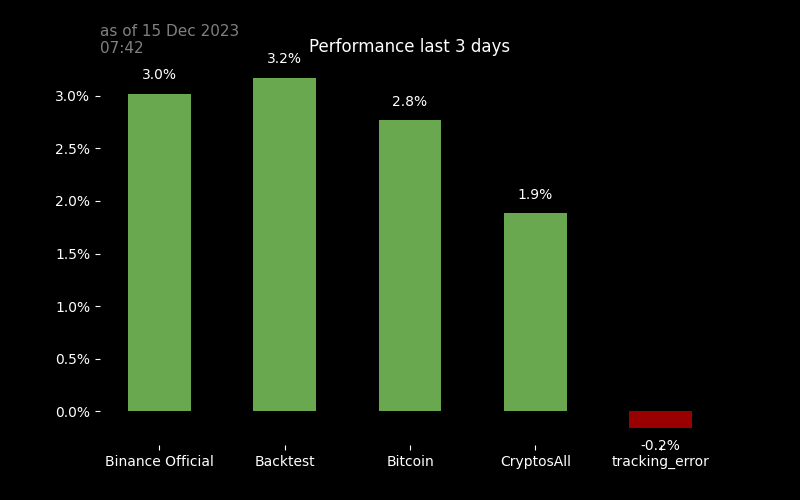 as of 15 Dec 2023
07:42
Performance last 3 days
3.0%
3.2%
2.8%
1.9%
-0.2%
3.0%
2.5%
2.0%
1.5%
1.0%
0.5%
0.0%
Binance Official
Backtest
Bitcoin
CryptosAll
tracking_error